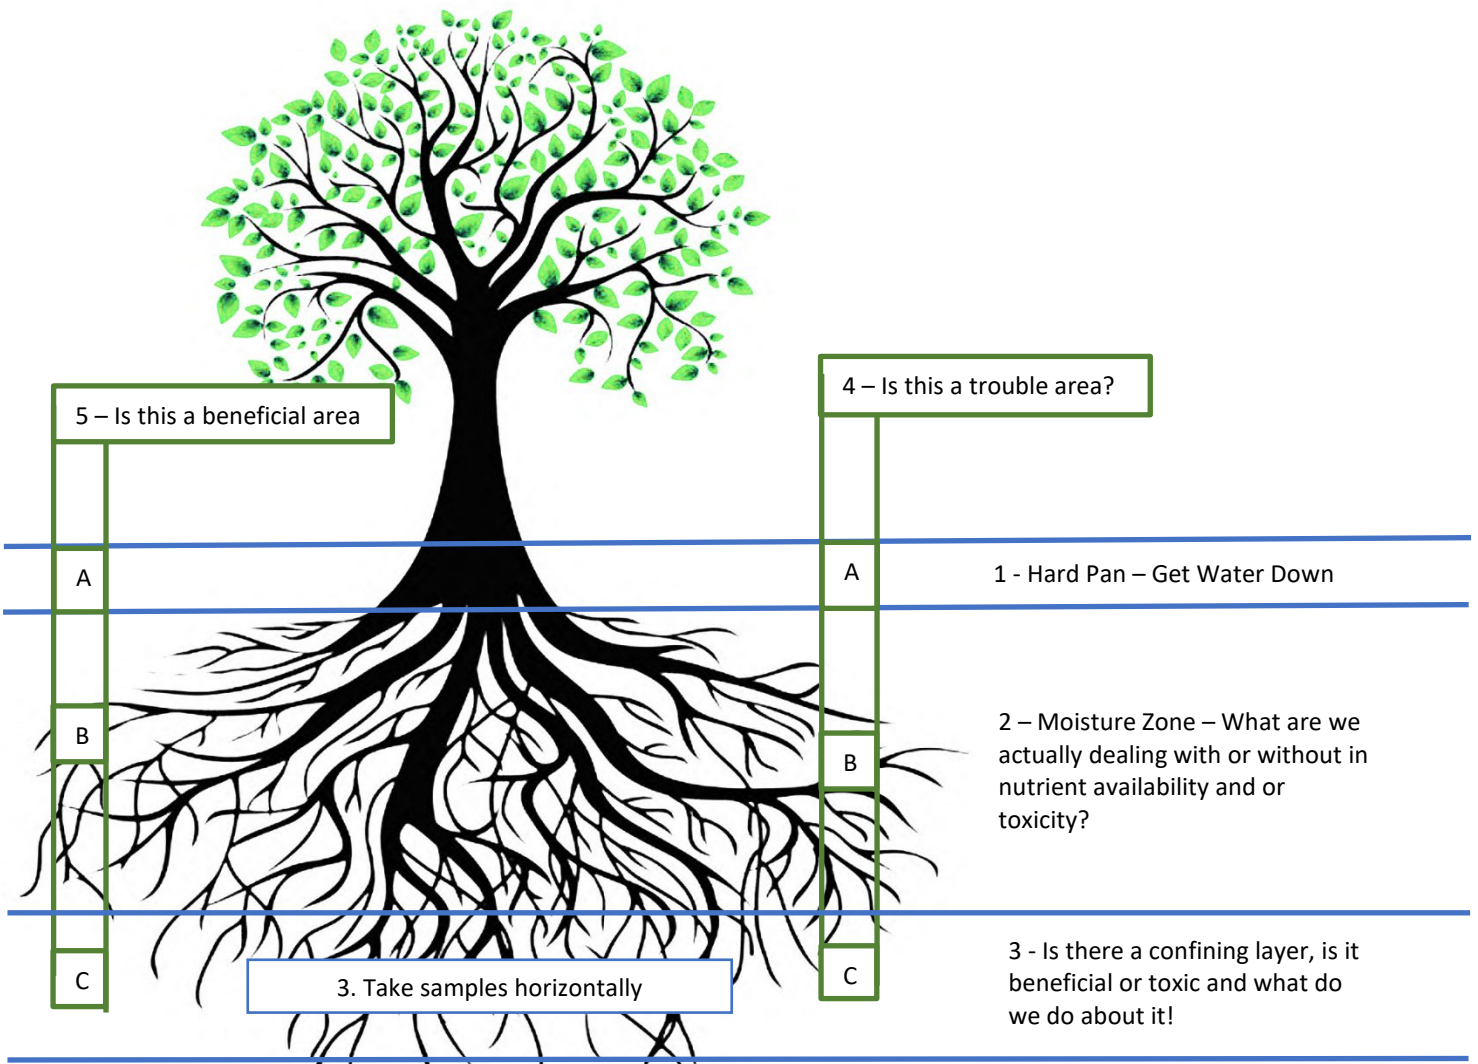 4 – Is this a trouble area?
5 – Is this a beneficial area
A
A
1 - Hard Pan – Get Water Down
B
B
2 – Moisture Zone – What are we
actually dealing with or without in
nutrient availability and or
toxicity?
C
C
3. Take samples horizontally
3 - Is there a confining layer, is it
beneficial or toxic and what do
we do about it!